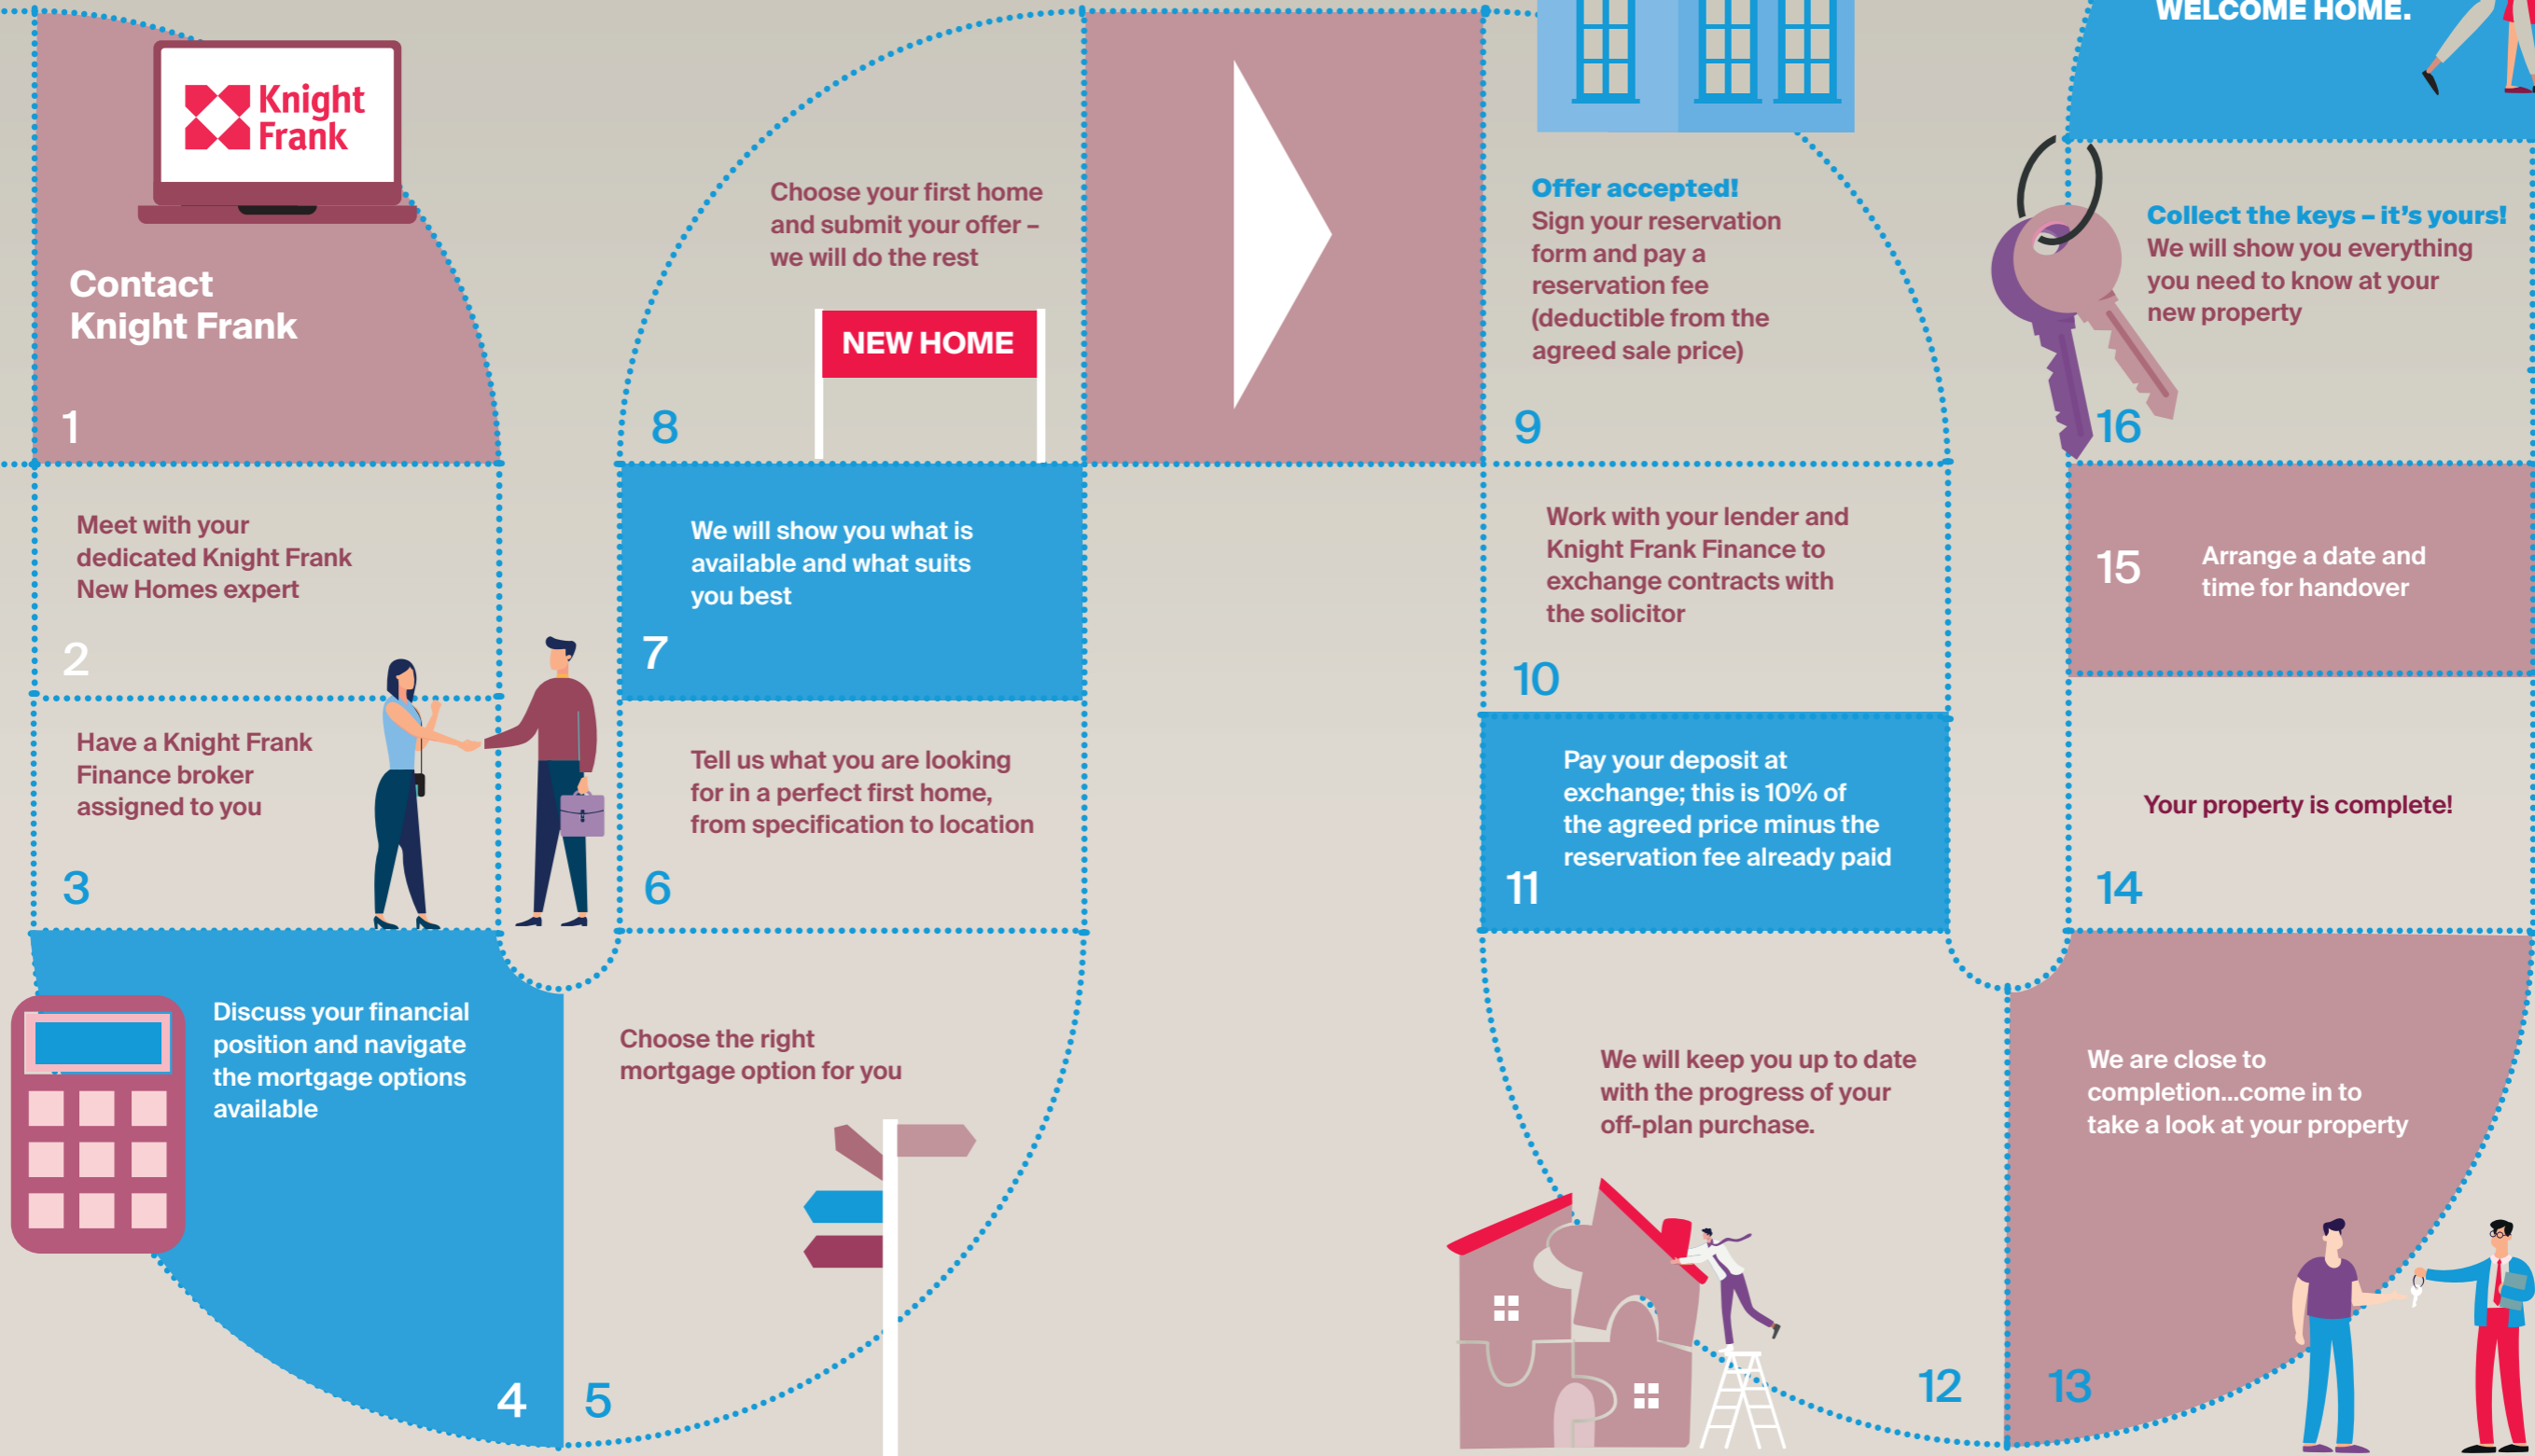 Knight
Frank
Contact
Knight Frank
1
Meet with your
dedicated Knight Frank
New Homes expert
2
Have a Knight Frank
Finance broker
assigned to you
3
Discuss your financial
position and navigate
the mortgage options
available
4
5
Choose the right
mortgage option for you
Tell us what you are looking
for in a perfect first home,
from specification to location
6
We will show you what is
available and what suits
you best
7
Choose your first home
and submit your offer –
we will do the rest
NEW HOME
8
Offer accepted!
Sign your reservation
form and pay a
reservation fee
(deductible from the
agreed sale price)
9
Work with your lender and
Knight Frank Finance to
exchange contracts with
the solicitor
10
Pay your deposit at
exchange; this is 10% of
the agreed price minus the
reservation fee already paid
11
We will keep you up to date
with the progress of your
off-plan purchase.
12
13
We are close to
completion...come in to
take a look at your property
Your property is complete!
14
15
Arrange a date and
time for handover
Collect the keys – it's yours!
We will show you everything
you need to know at your
new property
16
WELCOME HOME.